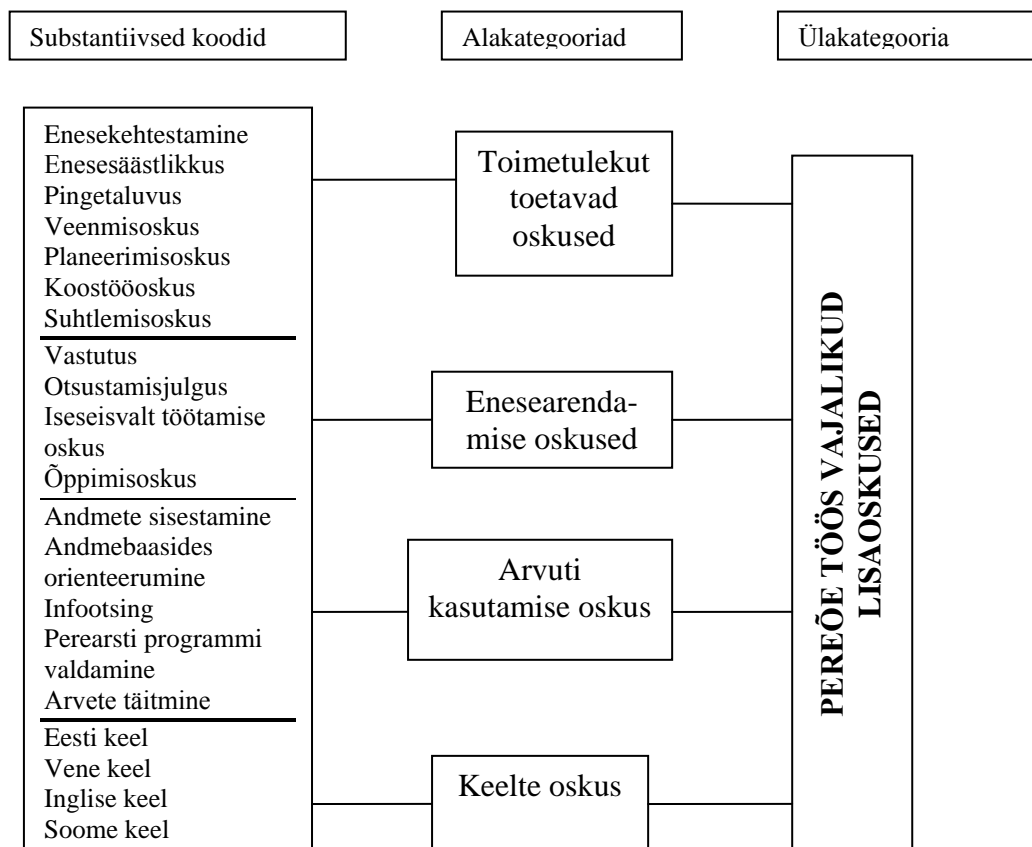 Substantiivsed koodid
Alakategooriad
Ülakategooria
Enesekehtestamine
Enesesäästlikkus
Pingetaluvus
Veenmisoskus
Planeerimisoskus
Koostööoskus
Suhtlemisoskus
Vastutus
Otsustamisjulgus
Iseseisvalt töötamise
oskus
Õppimisoskus
Andmete sisestamine
Andmebaasides
orienteerumine
Infootsing
Perearsti programmi
valdamine
Arvete täitmine
Eesti keel
Vene keel
Inglise keel
Soome keel
Toimetulekut
toetavad
oskused
Enesearenda-
mise oskused
Arvuti
kasutamise oskus
Keelte oskus
PEREÕE TÖÖS VAJALIKUD
LISAOSKUSED